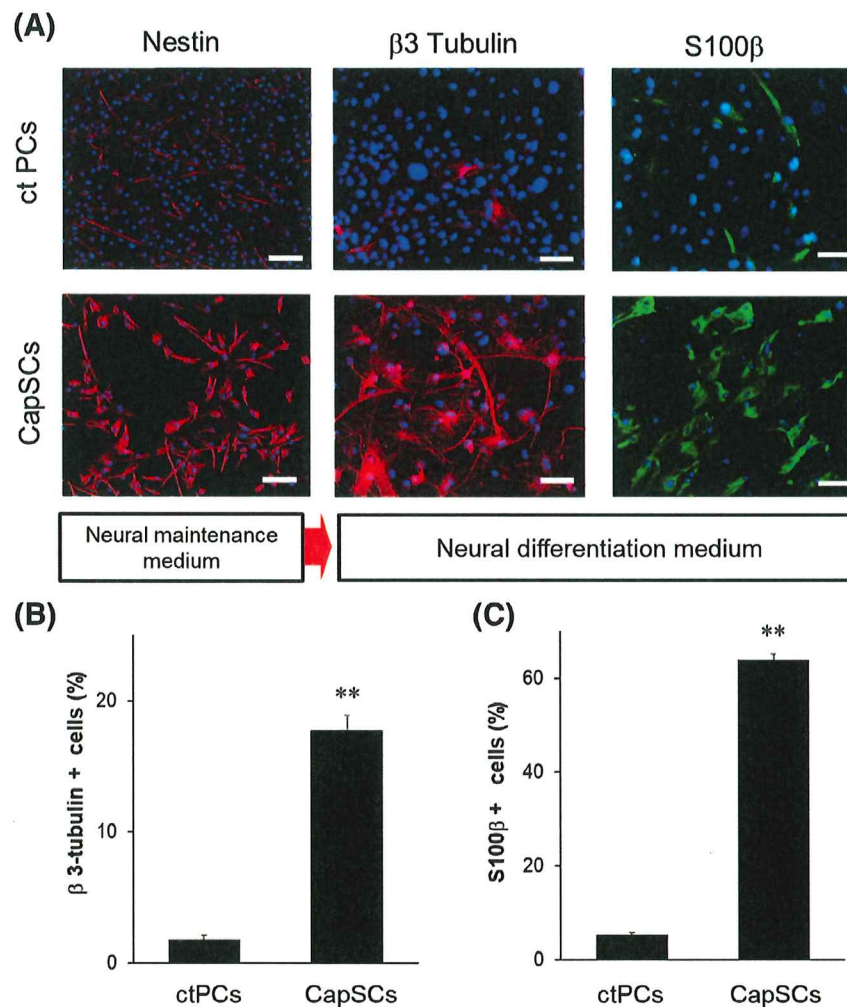 (A)
Nestin
β3 Tubulin
S100β
ct PCs
CapSCs
Neural maintenance
medium
Neural differentiation medium
(B)
β 3-tubulin + cells (%)
20
10
0
**
ctPCs
CapSCs
(C)
S100β + cells (%)
60
40
20
0
**
ctPCs
CapSCs